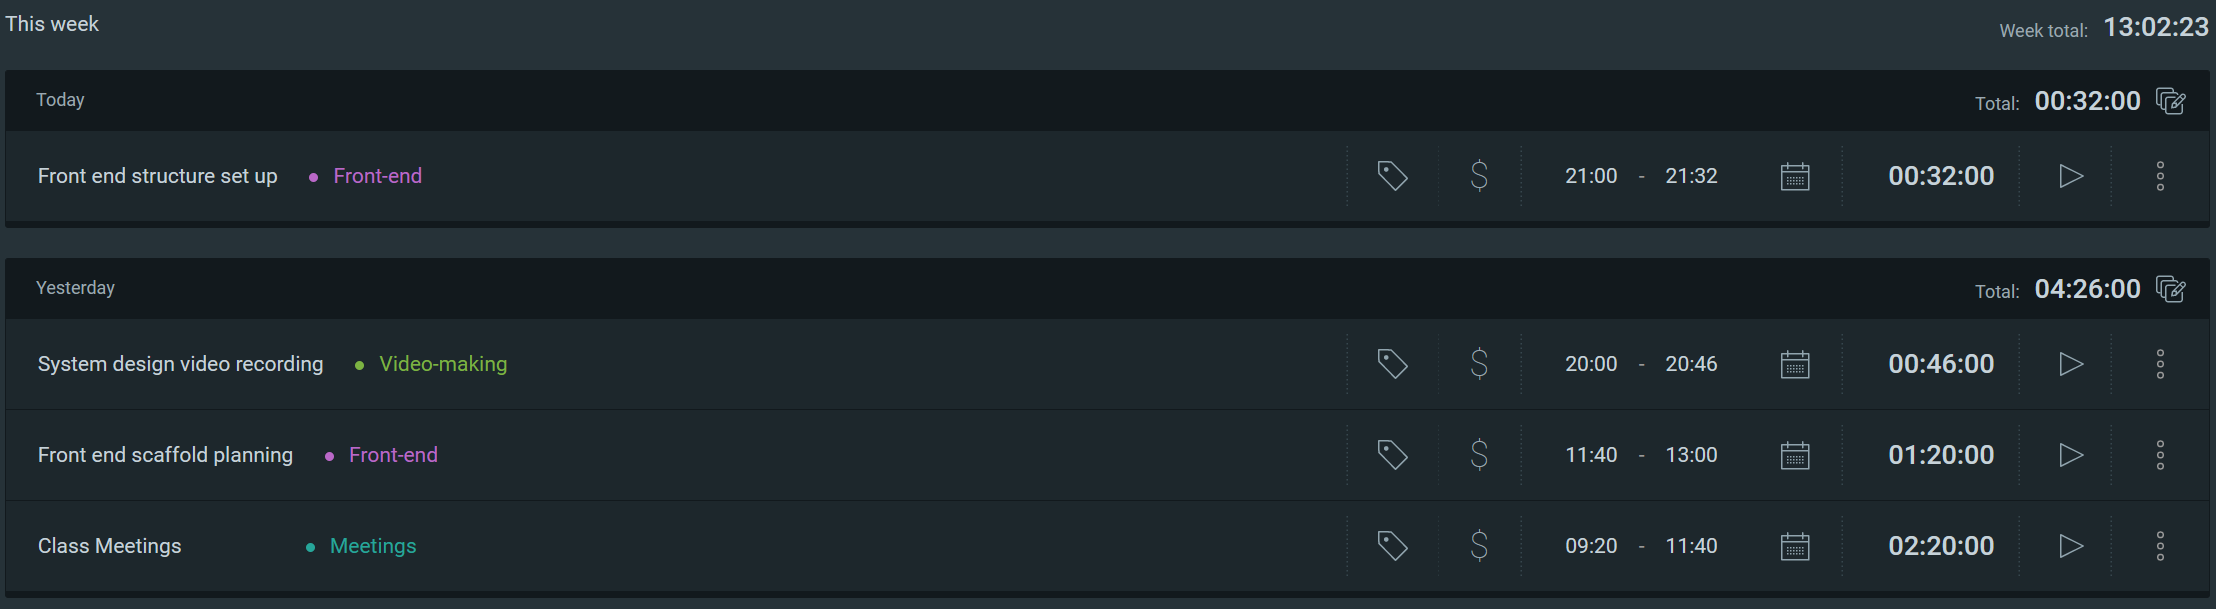 This week Week total: 13:02:23
Today Total: 00:32:00
Front end structure set up • Front-end $ 21:00 - 21:32 00:32:00
Yesterday Total: 04:26:00
System design video recording • Video-making $ 20:00 - 20:46 00:46:00
Front end scaffold planning • Front-end $ 11:40 - 13:00 01:20:00
Class Meetings • Meetings $ 09:20 - 11:40 02:20:00